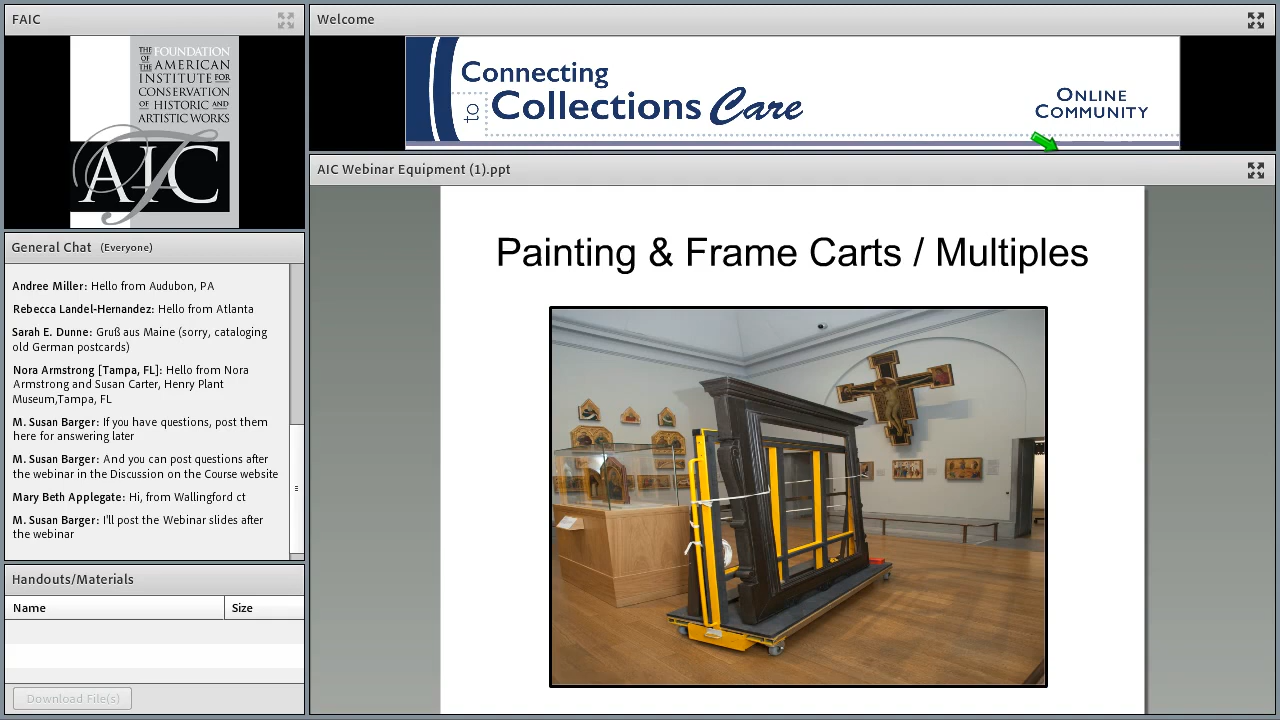 FAIC
THE FOUNDATION
OF THE AMERICAN
INSTITUTE FOR
CONSERVATION
OF HISTORIC AND
ARTISTIC WORKS
AIC
Welcome
Connecting
to Collections Care
ONLINE
COMMUNITY
General Chat (Everyone)
Andree Miller: Hello from Audubon, PA
Rebecca Landel-Hernandez: Hello from Atlanta
Sarah E. Dunne: Gruß aus Maine (sorry, cataloging
old German postcards)
Nora Armstrong [Tampa, FL]: Hello from Nora
Armstrong and Susan Carter, Henry Plant
Museum,Tampa, FL
M. Susan Barger: If you have questions, post them
here for answering later
M. Susan Barger: And you can post questions after
the webinar in the Discussion on the Course website
Mary Beth Applegate: Hi, from Wallingford ct
M. Susan Barger: I'll post the Webinar slides after
the webinar
Handouts/Materials
Name Size
Download File(s)
AIC Webinar Equipment (1).ppt
Painting & Frame Carts / Multiples